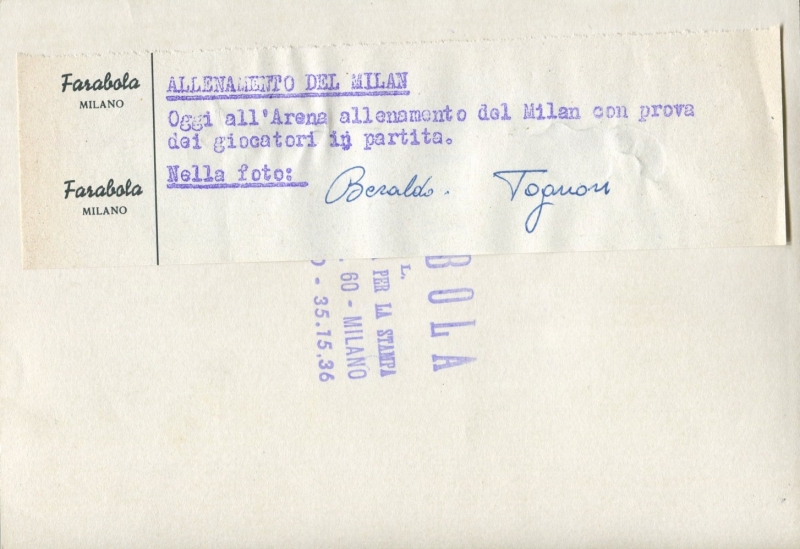 Farabola
MILANO
Farabola
MILANO
ALLENAMENTO DEL MILAN
Oggi all'Arena allenamento del Milan con prova
dei giocatori in partita.
Nella foto: Beraldo. Tognon
BOLA
L.
PER LA STAMPA
60 - MILANO
- 35.15.36